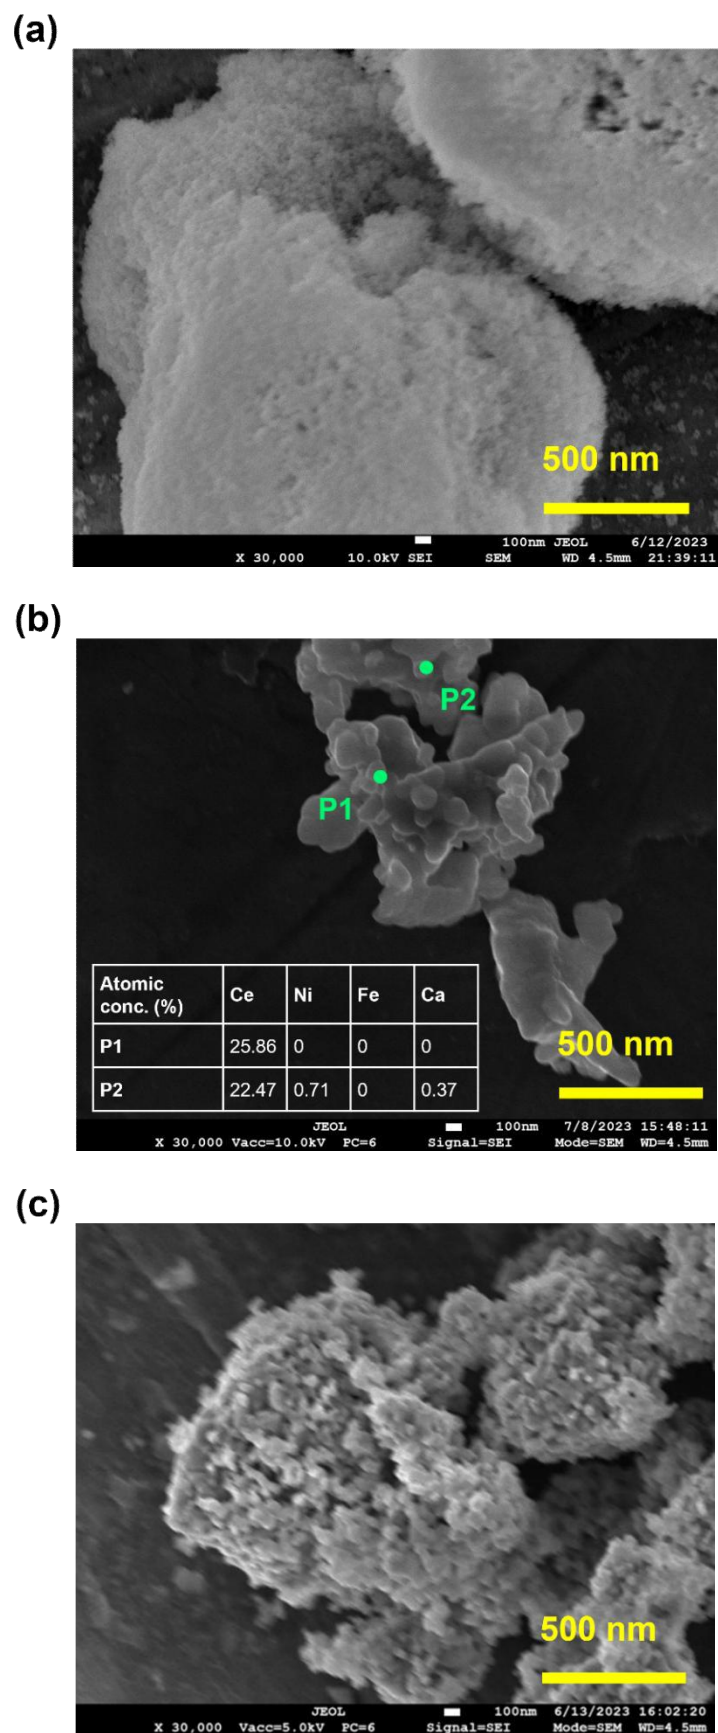 (a)
500 nm
100nm JEOL 6/12/2023
X 30,000 10.0kV SEI SEM WD 4.5mm 21:39:11
(b)
P2
P1
Atomic conc. (%) Ce Ni Fe Ca
P1 25.86 0 0 0
P2 22.47 0.71 0 0.37
500 nm
JEOL 100nm 7/8/2023 15:48:11
X 30,000 Vacc=10.0kV PC=6 Signal=SEI Mode=SEM WD=4.5mm
(c)
500 nm
JEOL 100nm 6/13/2023 16:02:20
X 30,000 Vacc=5.0kV PC=6 Signal=SEI Mode=SEM WD=4.5mm